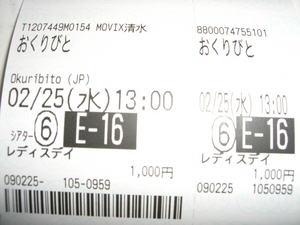 T1207449M0154 MOVIX清水
おくりびと
Okuribito (JP)
02/25(水) 13:00
シアター ⑥ E-16
レディスデイ
1,000円
090225- 105-0959
8800074755101
おくりびと
02/25(水) 13:00
⑥ E-16
レディスデイ
1,000円
090225 1050959